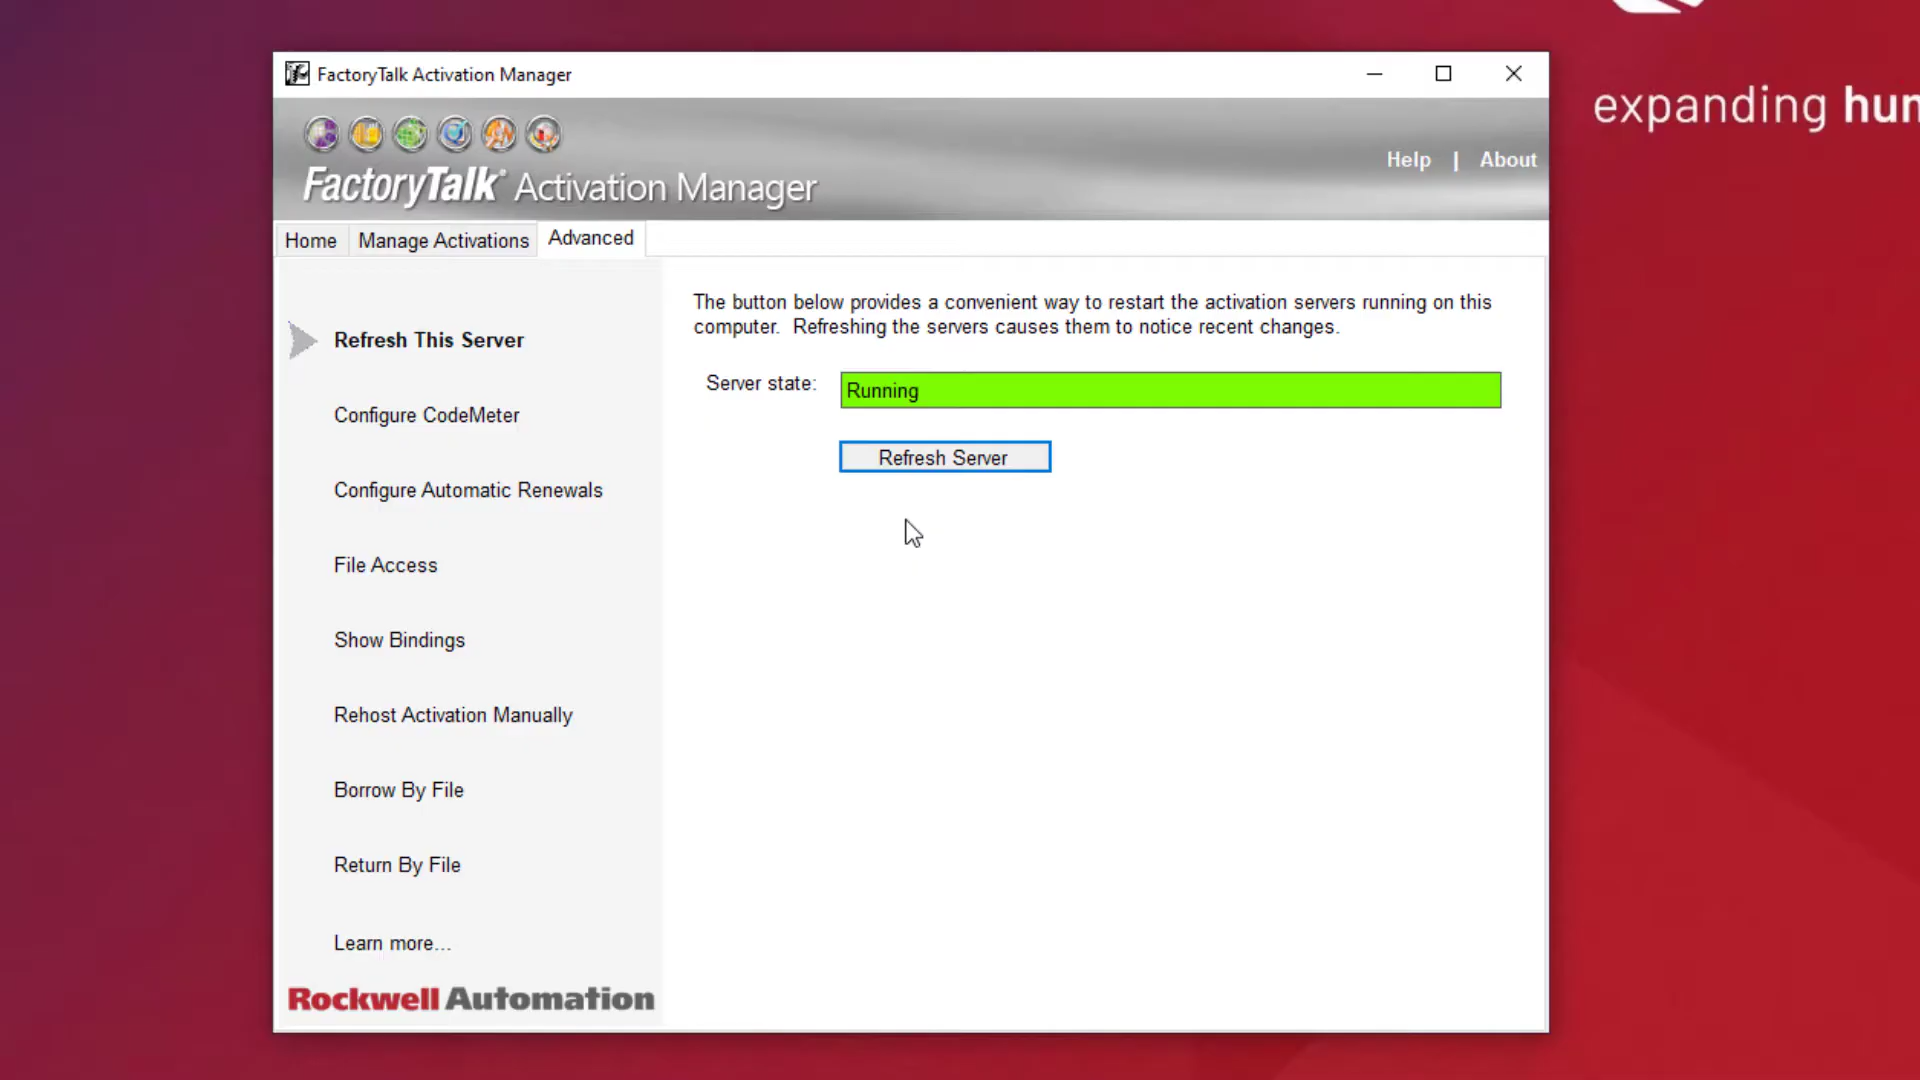 FactoryTalk Activation Manager
expanding
Help | About
FactoryTalk® Activation Manager
Home Manage Activations Advanced
The button below provides a convenient way to restart the activation servers running on this
computer. Refreshing the servers causes them to notice recent changes.
Refresh This Server
Server state: Running
Configure CodeMeter
Refresh Server
Configure Automatic Renewals
File Access
Show Bindings
Rehost Activation Manually
Borrow By File
Return By File
Learn more...
Rockwell Automation